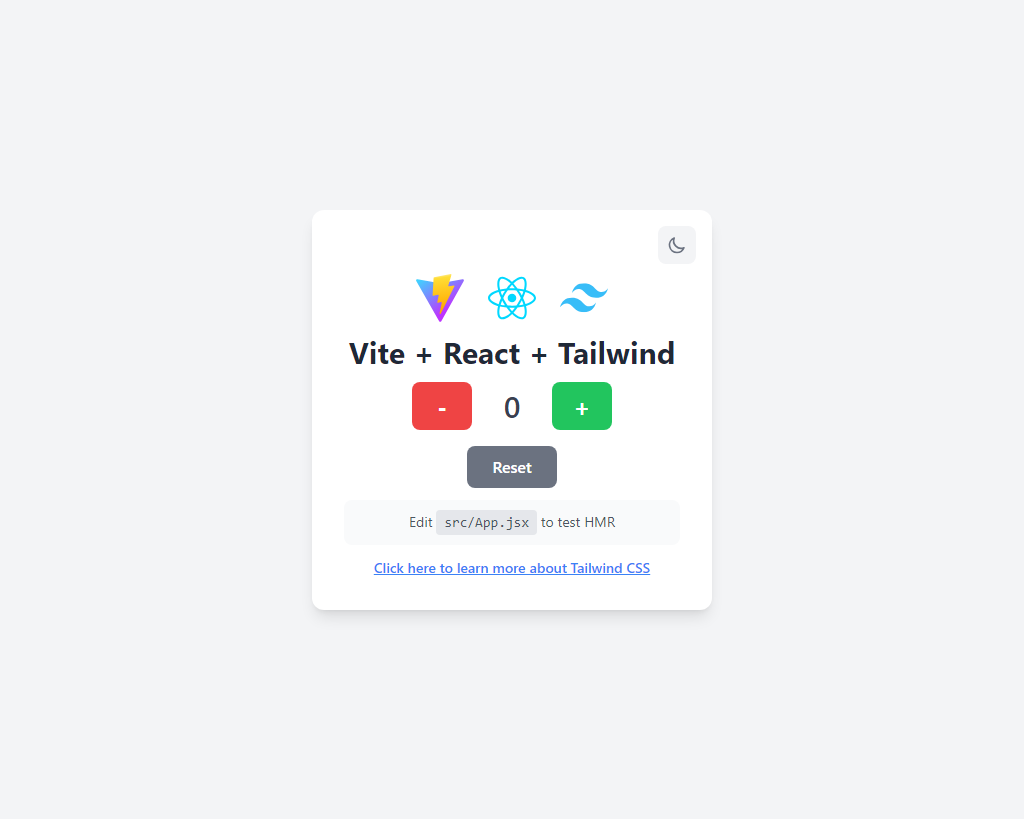 Vite + React + Tailwind
- 0 +
Reset
Edit src/App.jsx to test HMR
Click here to learn more about Tailwind CSS